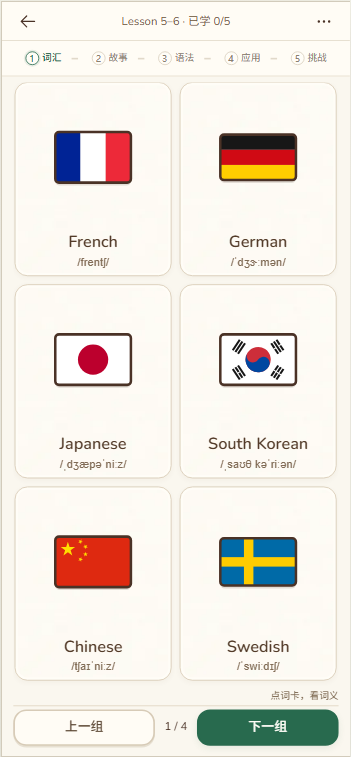 Lesson 5-6 · 已学 0/5
1 词汇 – 2 故事 – 3 语法 – 4 应用 – 5 挑战
French German
/frentʃ/ /ˈdʒɝːmən/
Japanese South Korean
/ˌdʒæpəˈniːz/ /ˌsaʊθ kəˈriːən/
Chinese Swedish
/tʃaɪˈniːz/ /ˈswiːdɪʃ/
点词卡，看词义
上一组 1 / 4 下一组